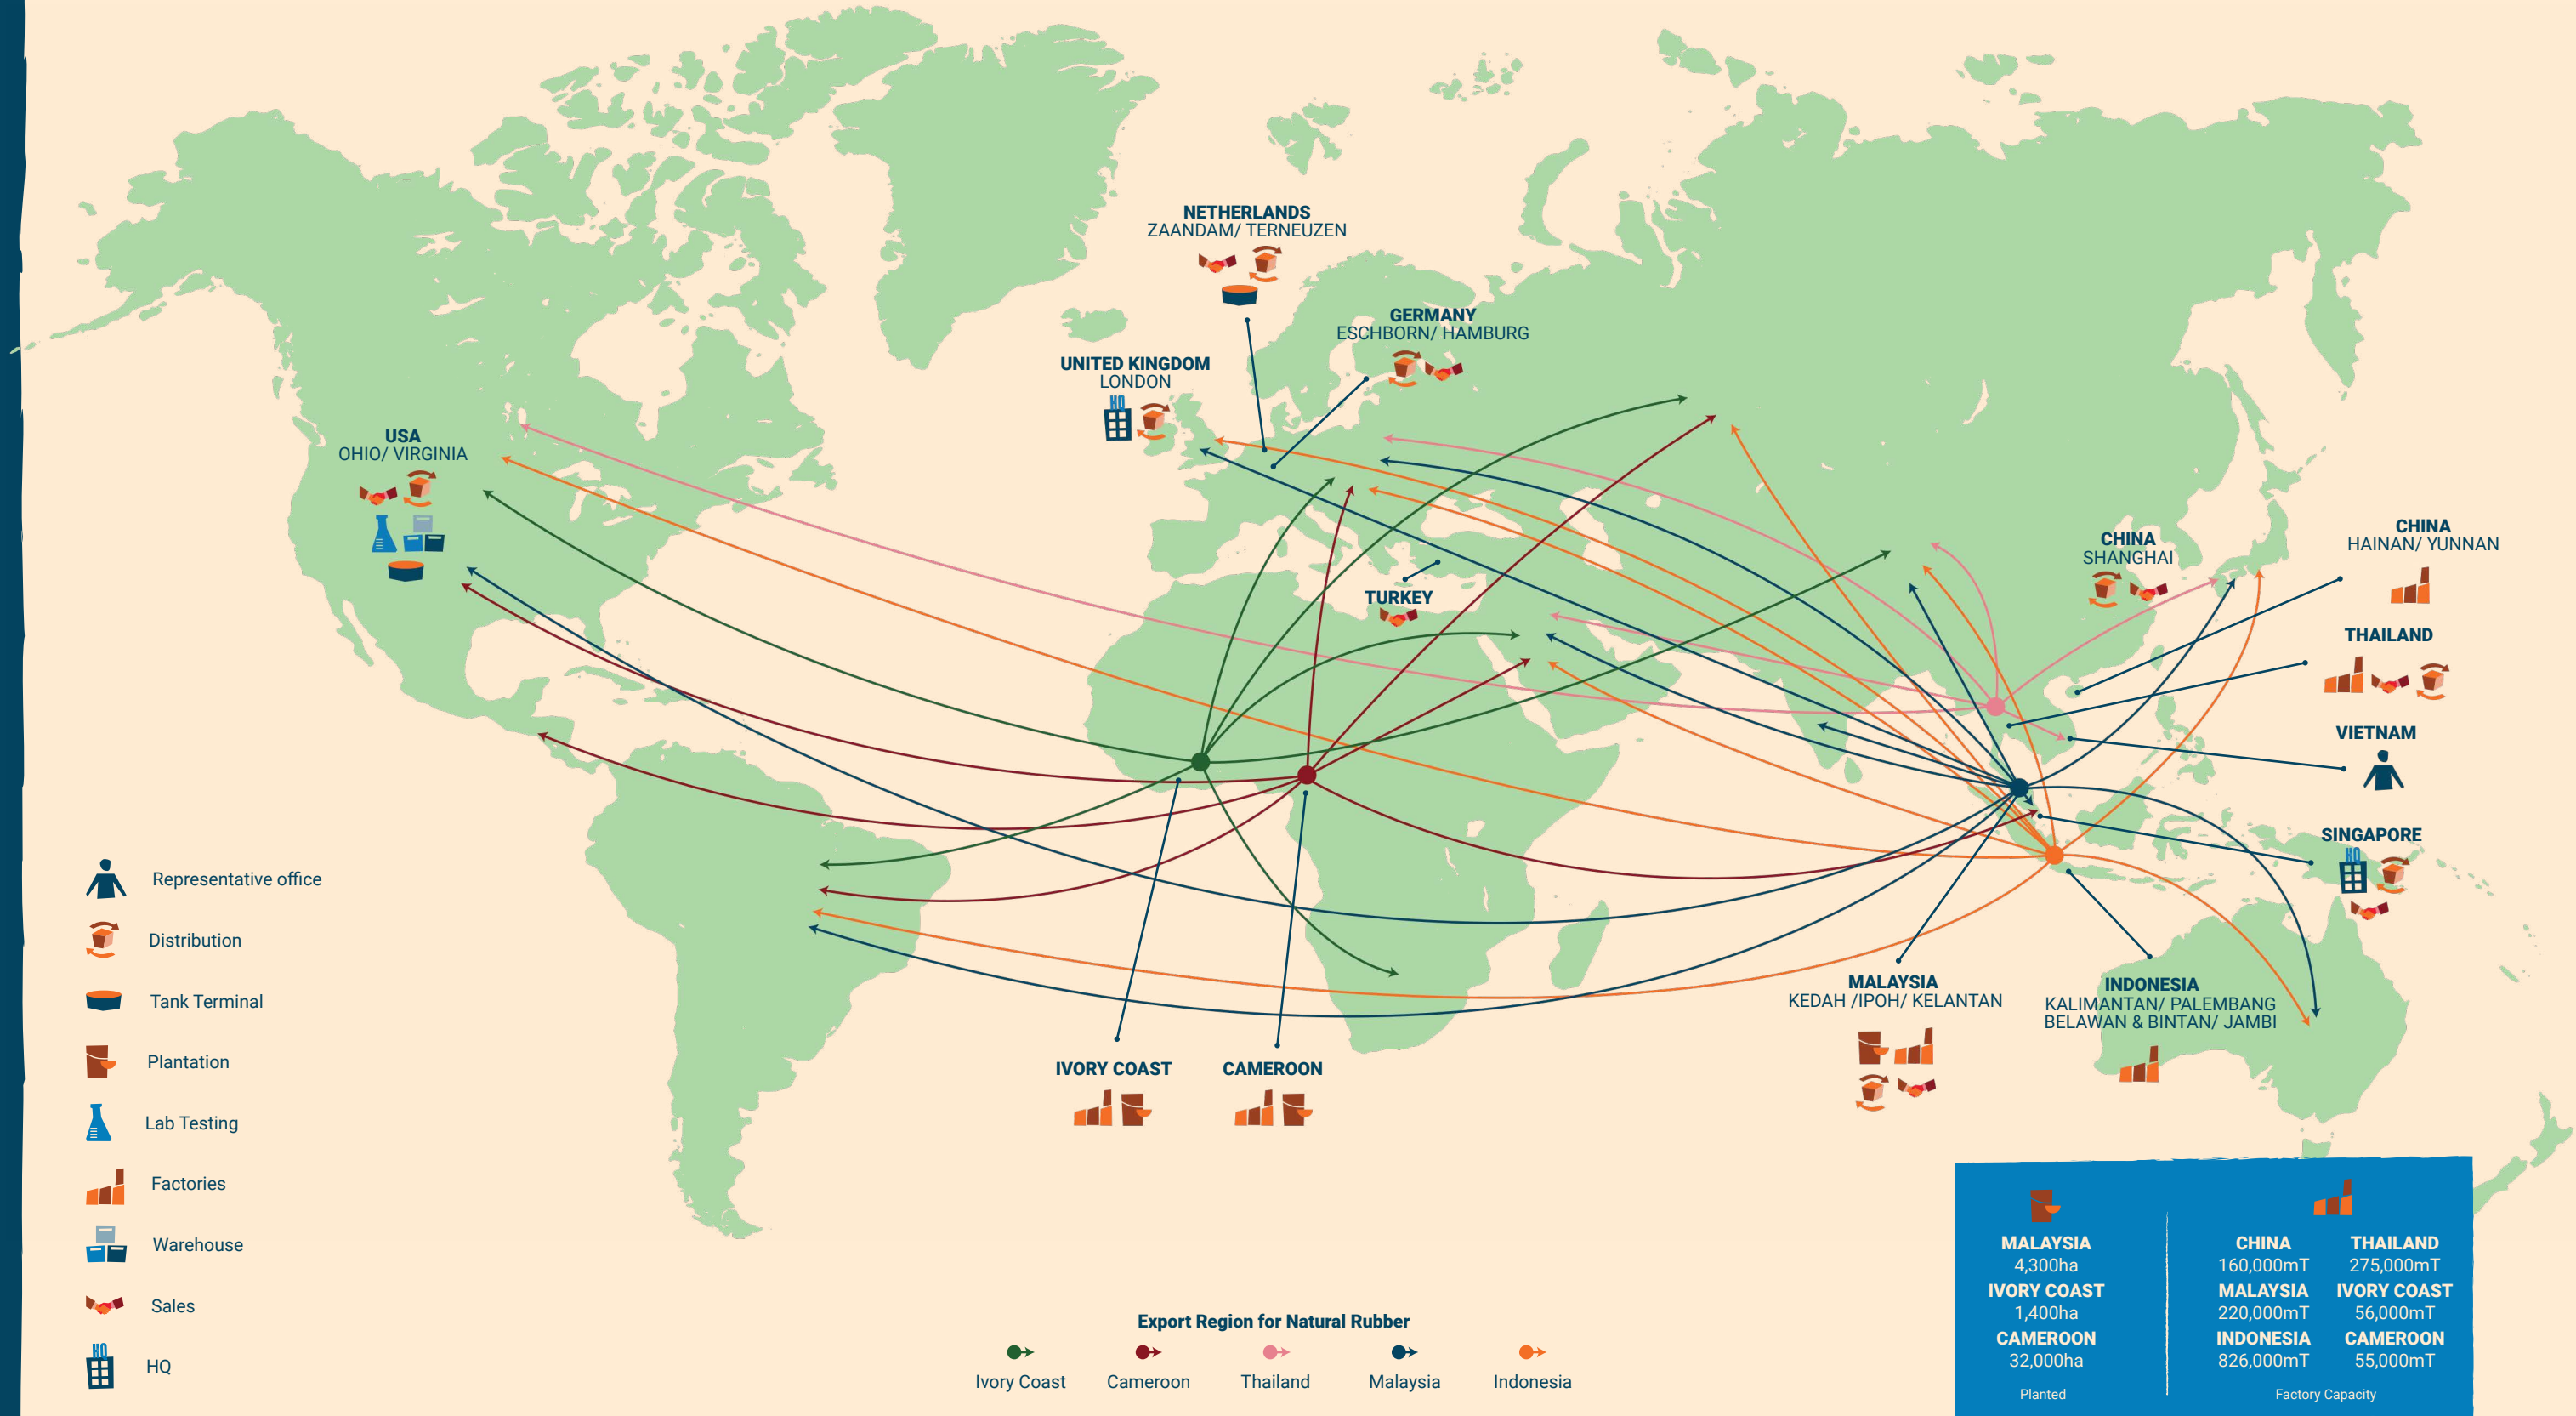 NETHERLANDS
ZAANDAM/ TERNEUZEN
GERMANY
ESCHBORN/ HAMBURG
UNITED KINGDOM
LONDON
HQ
USA
OHIO/ VIRGINIA
TURKEY
CHINA
SHANGHAI
CHINA
HAINAN/ YUNNAN
THAILAND
VIETNAM
SINGAPORE
HQ
MALAYSIA
KEDAH /IPOH/ KELANTAN
INDONESIA
KALIMANTAN/ PALEMBANG
BELAWAN & BINTAN/ JAMBI
IVORY COAST
CAMEROON
Representative office
Distribution
Tank Terminal
Plantation
Lab Testing
Factories
Warehouse
Sales
HQ
HQ
Export Region for Natural Rubber
Ivory Coast
Cameroon
Thailand
Malaysia
Indonesia
MALAYSIA
4,300ha
IVORY COAST
1,400ha
CAMEROON
32,000ha
Planted
CHINA
160,000mT
MALAYSIA
220,000mT
INDONESIA
826,000mT
THAILAND
275,000mT
IVORY COAST
56,000mT
CAMEROON
55,000mT
Factory Capacity